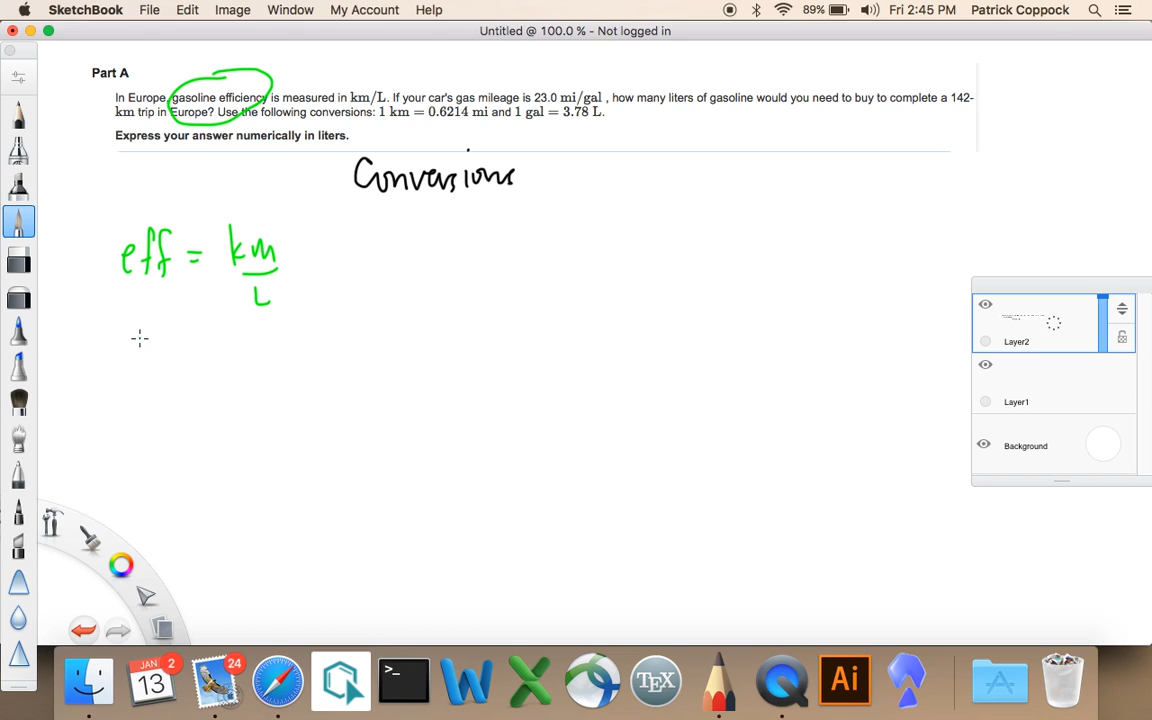 SketchBook File Edit Image Window My Account Help 89% Fri 2:45 PM Patrick Coppock
Untitled @ 100.0 % - Not logged in
Part A
In Europe, gasoline efficiency is measured in km/L. If your car's gas mileage is 23.0 mi/gal , how many liters of gasoline would you need to buy to complete a 142-
km trip in Europe? Use the following conversions: 1 km = 0.6214 mi and 1 gal = 3.78 L.
Express your answer numerically in liters.
Conversions
eff = km
L
Layer2
Layer1
Background
JAN 2
13
24
>_
W
X
TEX
Ai